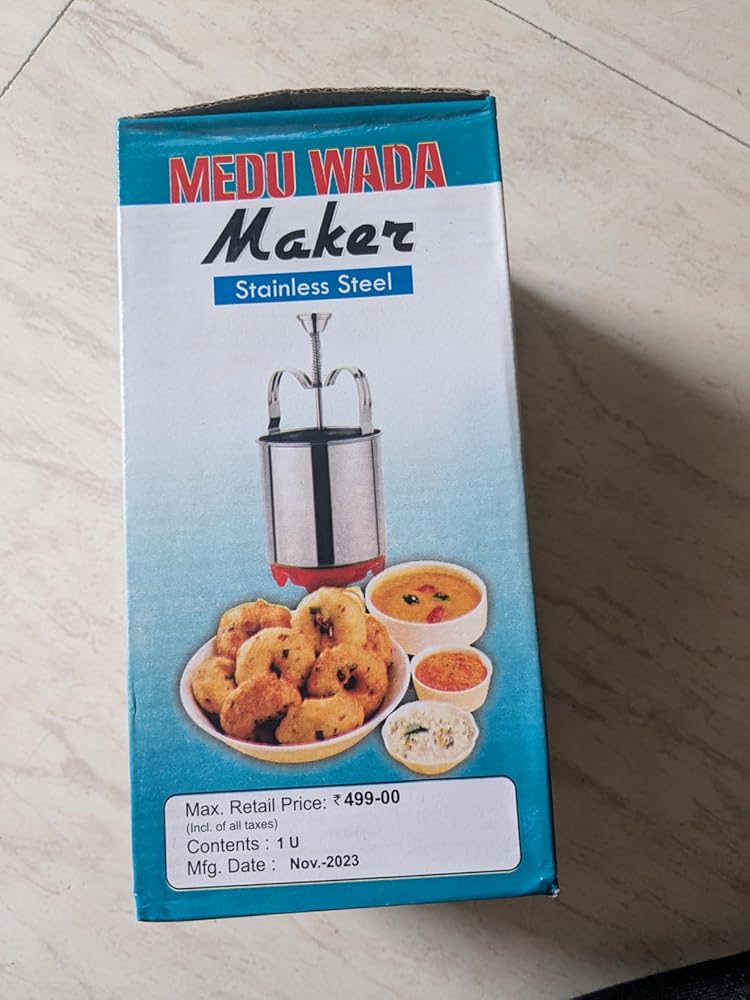 MEDU WADA
Maker
Stainless Steel
Max. Retail Price: ₹ 499-00
(Incl. of all taxes)
Contents : 1 U
Mfg. Date : Nov.-2023